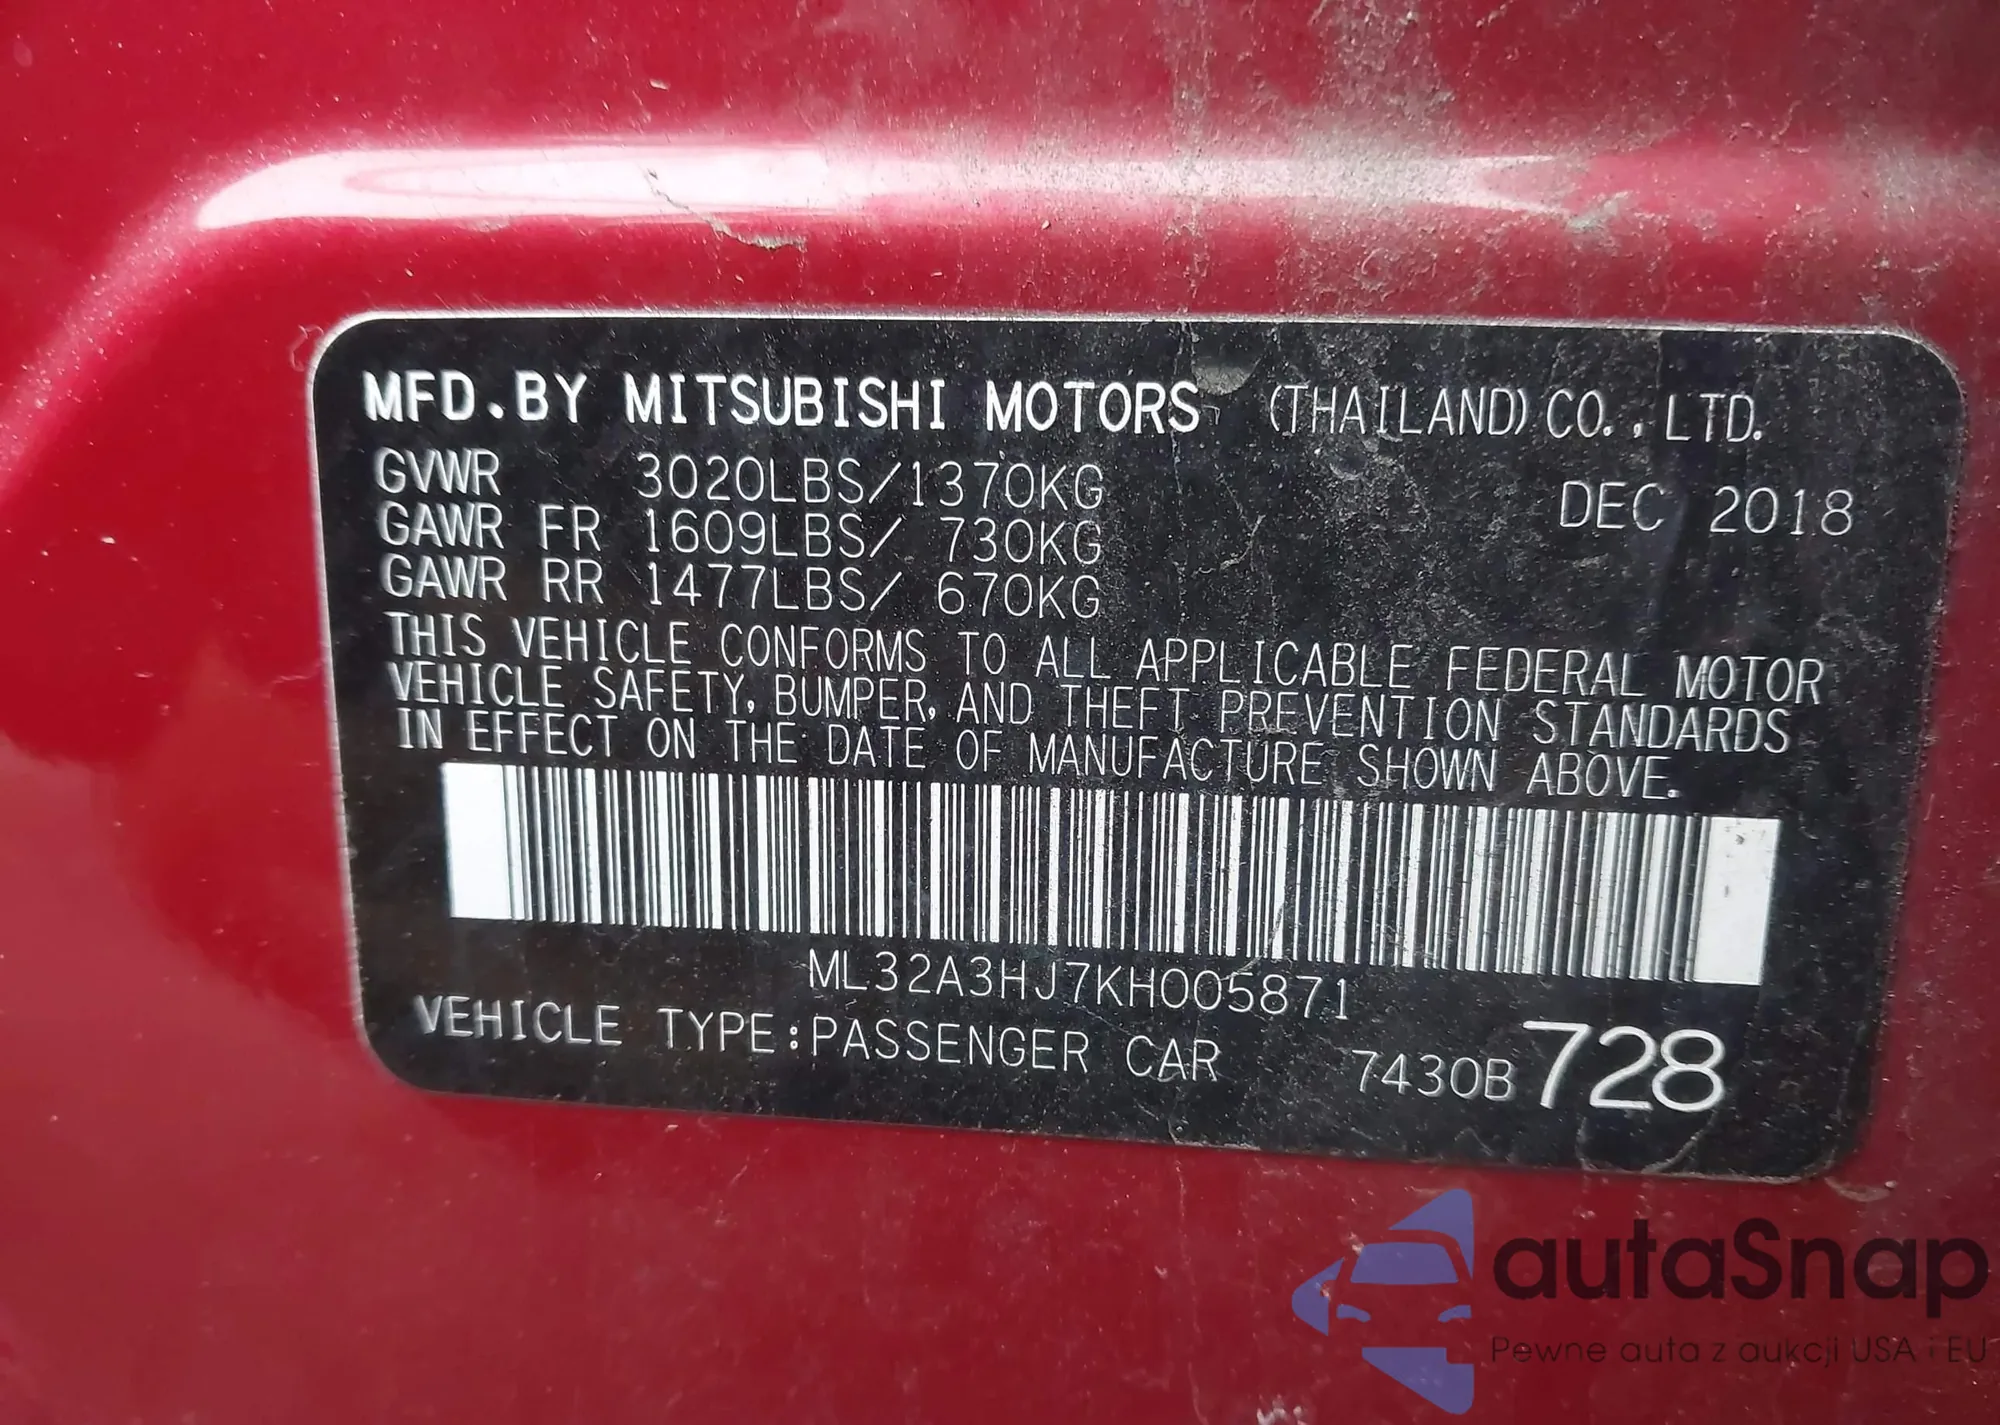 MFD.BY MITSUBISHI MOTORS (THAILAND) CO., LTD.
GVWR 3020LBS/1370KG DEC 2018
GAWR FR 1609LBS/ 730KG
GAWR RR 1477LBS/ 670KG
THIS VEHICLE CONFORMS TO ALL APPLICABLE FEDERAL MOTOR
VEHICLE SAFETY, BUMPER, AND THEFT PREVENTION STANDARDS
IN EFFECT ON THE DATE OF MANUFACTURE SHOWN ABOVE.
ML32A3HJ7KH005871
VEHICLE TYPE:PASSENGER CAR 7430B728
autaSnap
Pewne auta z aukcji USA i EU